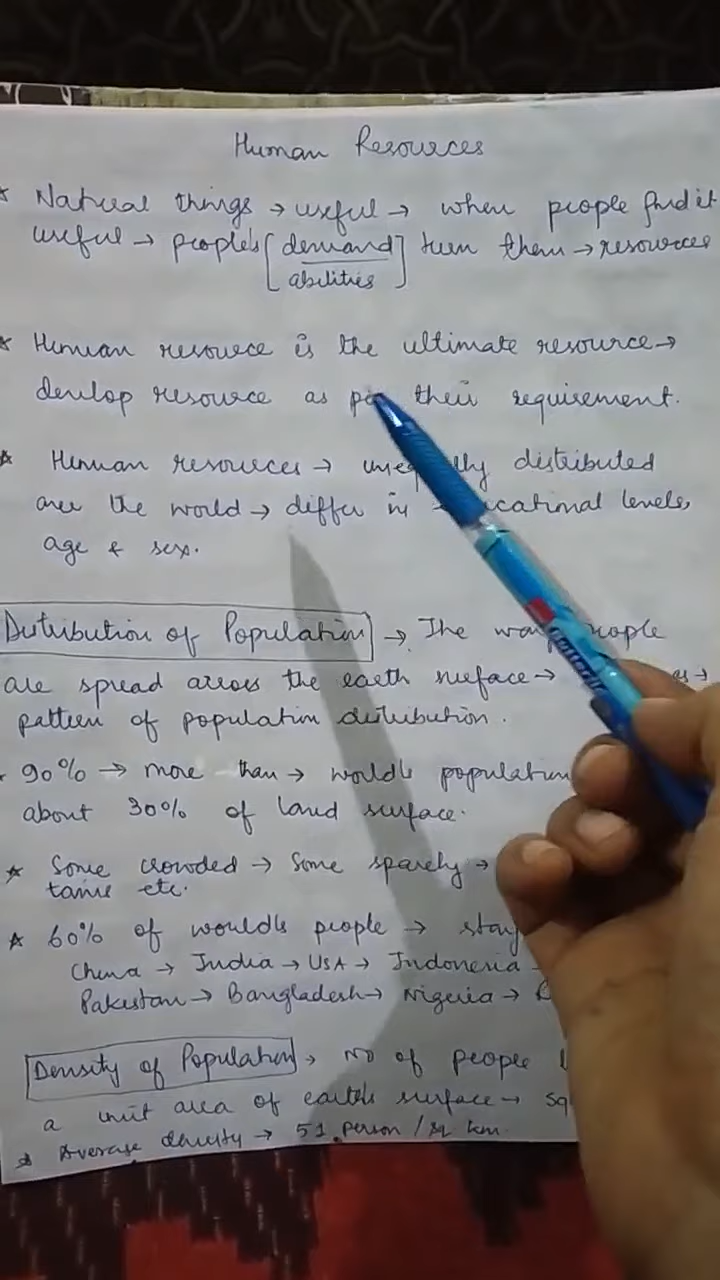 Human Resources
* Natural things → useful → when people find it
useful → people's [demand] turn them → resources
abilities
* Human resource is the ultimate resource →
devlop resource as per their requirement.
* Human resources → unequally distributed
over the world → differ in educational levels,
age & sex.
Distribution of Population → The way people
are spread across the earth surface →
pattern of population distribution.
90% → more than → world's population
about 30% of land surface.
* Some crowded → Some sparely →
etc.
* 60% of world's people → stay
China → India → USA → Indonesia
Pakistan → Bangladesh → Nigeria →
Density of Population → No of people
a unit area of earth's surface → sq
* Average density → 51 person / sq km.